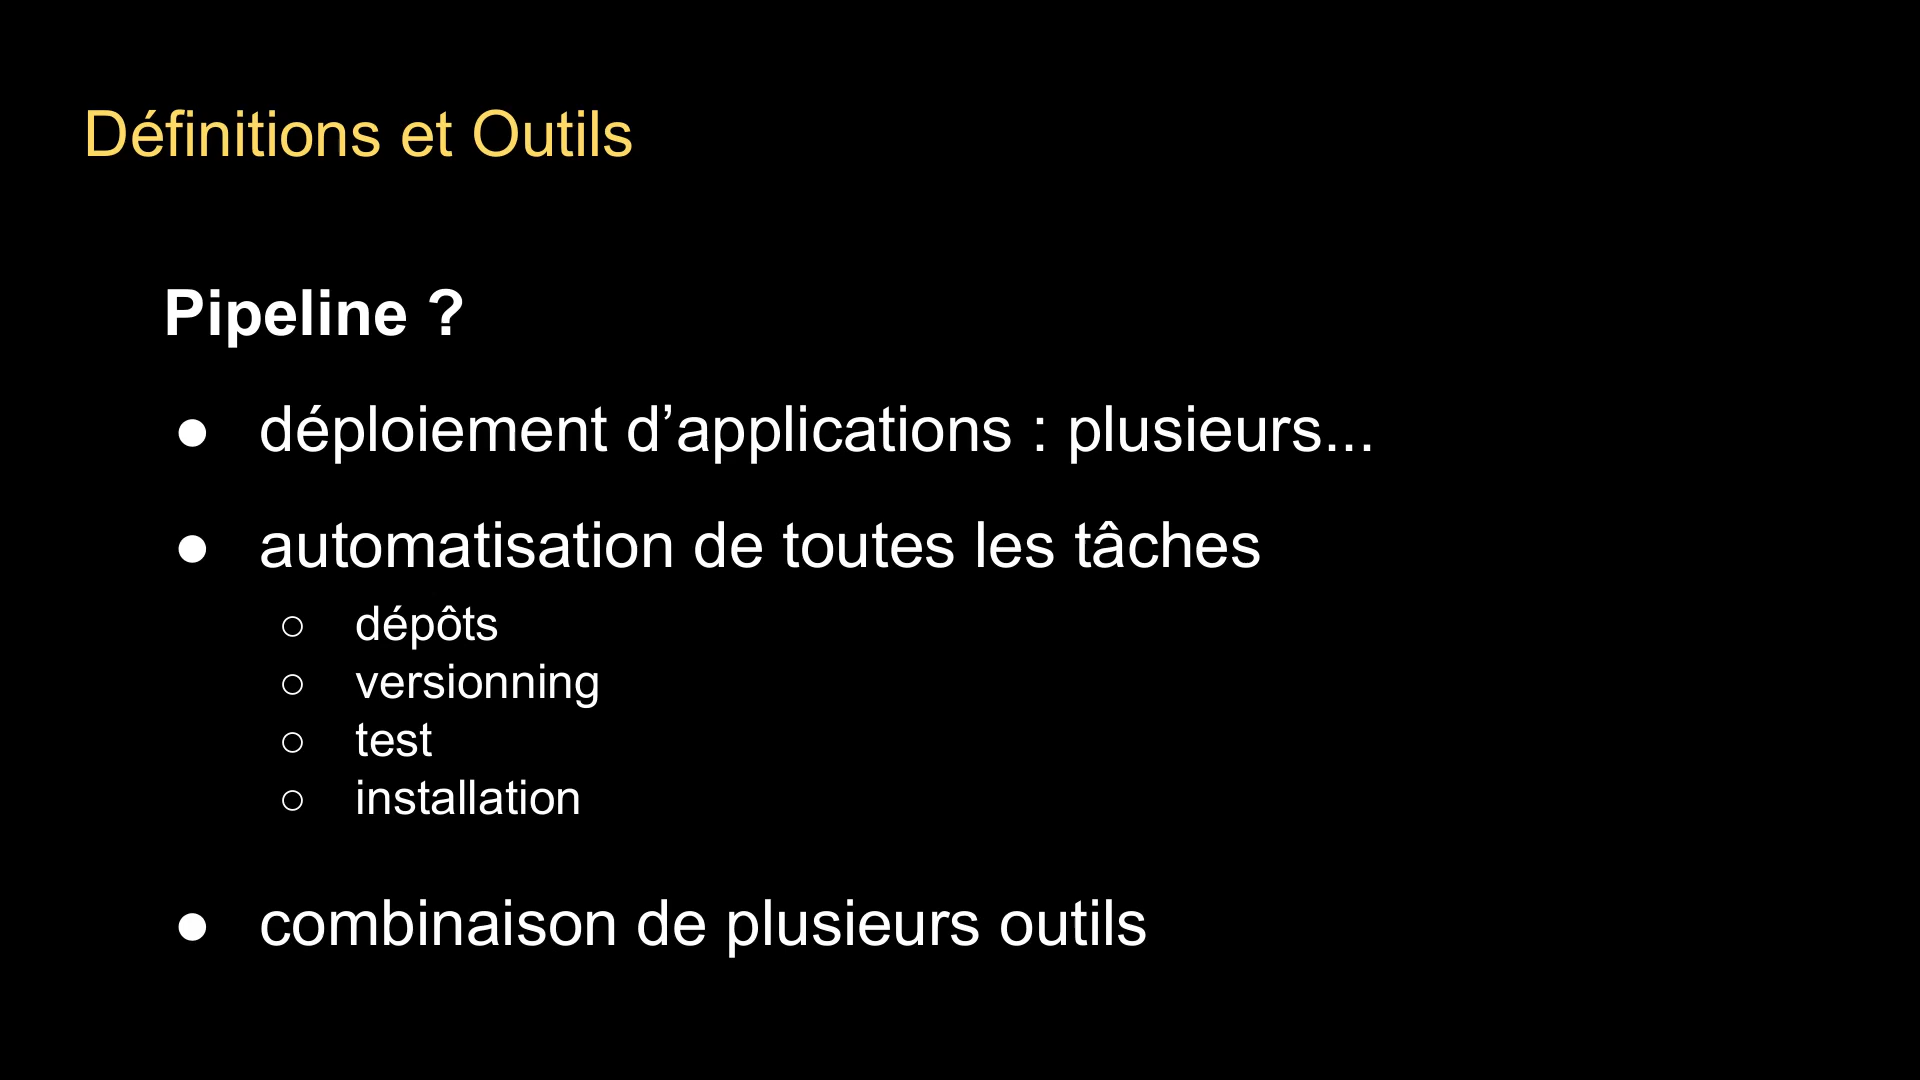 Définitions et Outils
Pipeline ?
● déploiement d’applications : plusieurs...
● automatisation de toutes les tâches
○ dépôts
○ versionning
○ test
○ installation
● combinaison de plusieurs outils